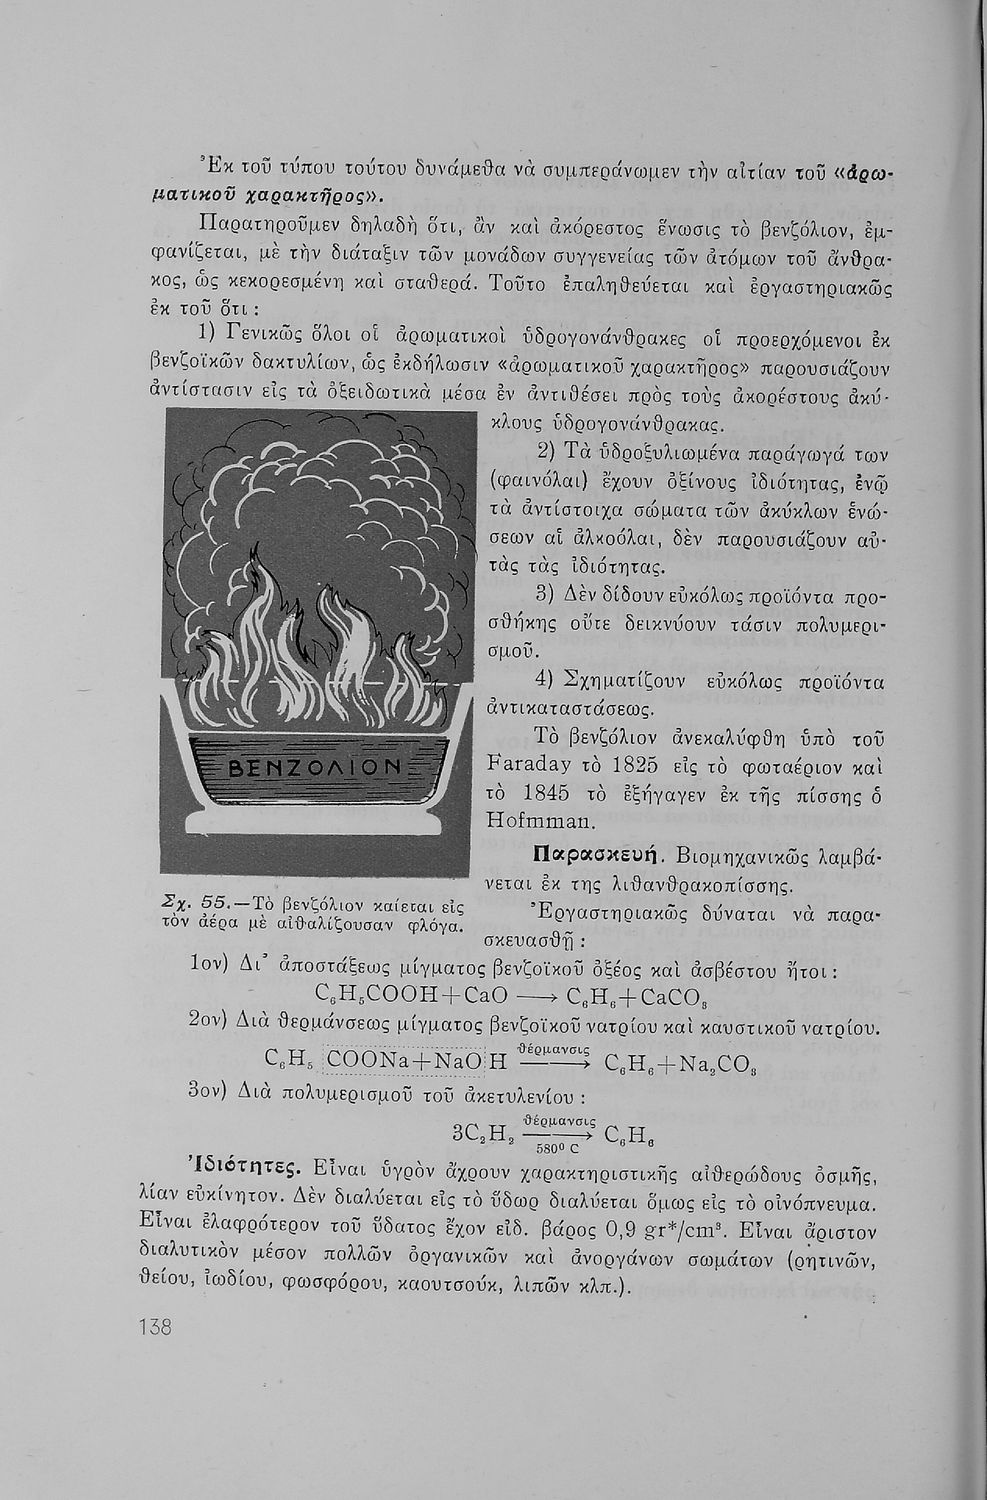 Ἐκ τοῦ τύπου τούτου δυνάμεθα νὰ συμπεράνωμεν τὴν αἰτίαν τοῦ «ἀρω-
ματικοῦ χαρακτῆρος».
Παρατηροῦμεν δηλαδὴ ὅτι, ἂν καὶ ἀκόρεστος ἕνωσις τὸ βενζόλιον, ἐμ-
φανίζεται, μὲ τὴν διάταξιν τῶν μονάδων συγγενείας τῶν ἀτόμων τοῦ ἄνθρα-
κος, ὡς κεκορεσμένη καὶ σταθερά. Τοῦτο ἐπαληθεύεται καὶ ἐργαστηριακῶς
ἐκ τοῦ ὅτι :
1) Γενικῶς ὅλοι οἱ ἀρωματικοὶ ὑδρογονάνθρακες οἱ προερχόμενοι ἐκ
βενζοϊκῶν δακτυλίων, ὡς ἐκδήλωσιν «ἀρωματικοῦ χαρακτῆρος» παρουσιάζουν
ἀντίστασιν εἰς τὰ ὀξειδωτικὰ μέσα ἐν ἀντιθέσει πρὸς τοὺς ἀκορέστους ἀκύ-
κλους ὑδρογονάνθρακας.
2) Τὰ ὑδροξυλιωμένα παράγωγά των
(φαινόλαι) ἔχουν ὀξίνους ἰδιότητας, ἐνῷ
τὰ ἀντίστοιχα σώματα τῶν ἀκύκλων ἑνώ-
σεων αἱ ἀλκοόλαι, δὲν παρουσιάζουν αὐ-
τὰς τὰς ἰδιότητας.
3) Δὲν δίδουν εὐκόλως προϊόντα προ-
σθήκης οὔτε δεικνύουν τάσιν πολυμερι-
σμοῦ.
4) Σχηματίζουν εὐκόλως προϊόντα
ἀντικαταστάσεως.
Τὸ βενζόλιον ἀνεκαλύφθη ὑπὸ τοῦ
Faraday τὸ 1825 εἰς τὸ φωταέριον καὶ
τὸ 1845 τὸ ἐξήγαγεν ἐκ τῆς πίσσης ὁ
Hofmman.
ΒΕΝΖΟΛΙΟΝ
Σχ. 55.—Τὸ βενζόλιον καίεται εἰς
τὸν ἀέρα μὲ αἰθαλίζουσαν φλόγα.
Παρασκευή. Βιομηχανικῶς λαμβά-
νεται ἐκ της λιθανθρακοπίσσης.
Ἐργαστηριακῶς δύναται νὰ παρα-
σκευασθῇ :
1ον) Δι᾽ ἀποστάξεως μίγματος βενζοϊκοῦ ὀξέος καὶ ἀσβέστου ἤτοι :
C₆H₅COOH+CaO ⟶ C₆H₆+CaCO₃
2ον) Διὰ θερμάνσεως μίγματος βενζοϊκοῦ νατρίου καὶ καυστικοῦ νατρίου.
C₆H₅ COONa+NaO H θέρμανσις ⟶ C₆H₆+Na₂CO₃
3ον) Διὰ πολυμερισμοῦ τοῦ ἀκετυλενίου :
3C₂H₂ θέρμανσις ⟶ 580⁰ C C₆H₆
Ἰδιότητες. Εἶναι ὑγρὸν ἄχρουν χαρακτηριστικῆς αἰθερώδους ὀσμῆς,
λίαν εὐκίνητον. Δὲν διαλύεται εἰς τὸ ὕδωρ διαλύεται ὅμως εἰς τὸ οἰνόπνευμα.
Εἶναι ἐλαφρότερον τοῦ ὕδατος ἔχον εἰδ. βάρος 0,9 gr*/cm³. Εἶναι ἄριστον
διαλυτικὸν μέσον πολλῶν ὀργανικῶν καὶ ἀνοργάνων σωμάτων (ρητινῶν,
θείου, ἰωδίου, φωσφόρου, καουτσούκ, λιπῶν κλπ.).
138